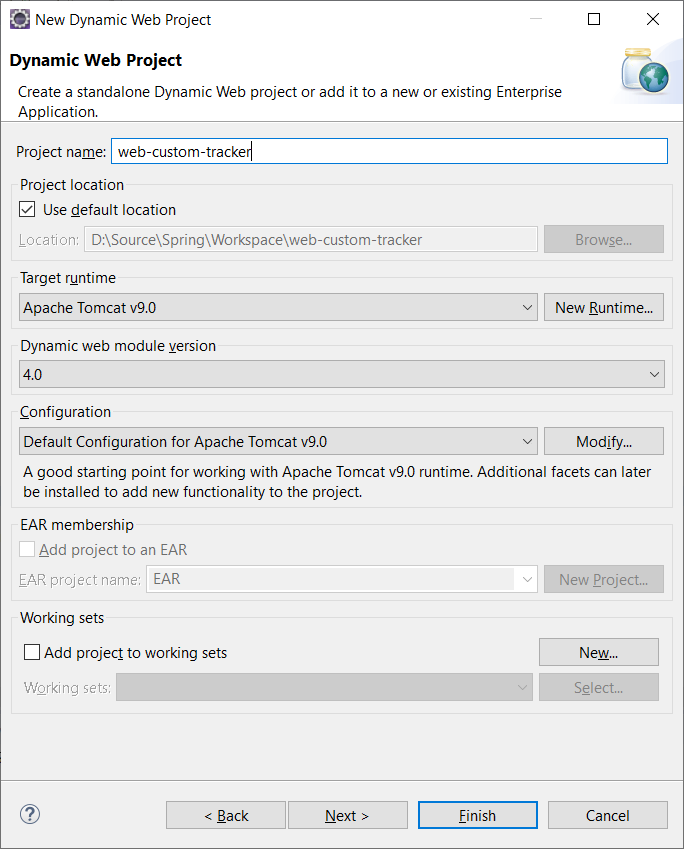 New Dynamic Web Project
Dynamic Web Project
Create a standalone Dynamic Web project or add it to a new or existing Enterprise
Application.
Project name: web-custom-tracker
Project location
Use default location
Location: D:\Source\Spring\Workspace\web-custom-tracker Browse...
Target runtime
Apache Tomcat v9.0 New Runtime...
Dynamic web module version
4.0
Configuration
Default Configuration for Apache Tomcat v9.0 Modify...
A good starting point for working with Apache Tomcat v9.0 runtime. Additional facets can later
be installed to add new functionality to the project.
EAR membership
Add project to an EAR
EAR project name: EAR New Project...
Working sets
Add project to working sets New...
Working sets: Select...
? < Back Next > Finish Cancel